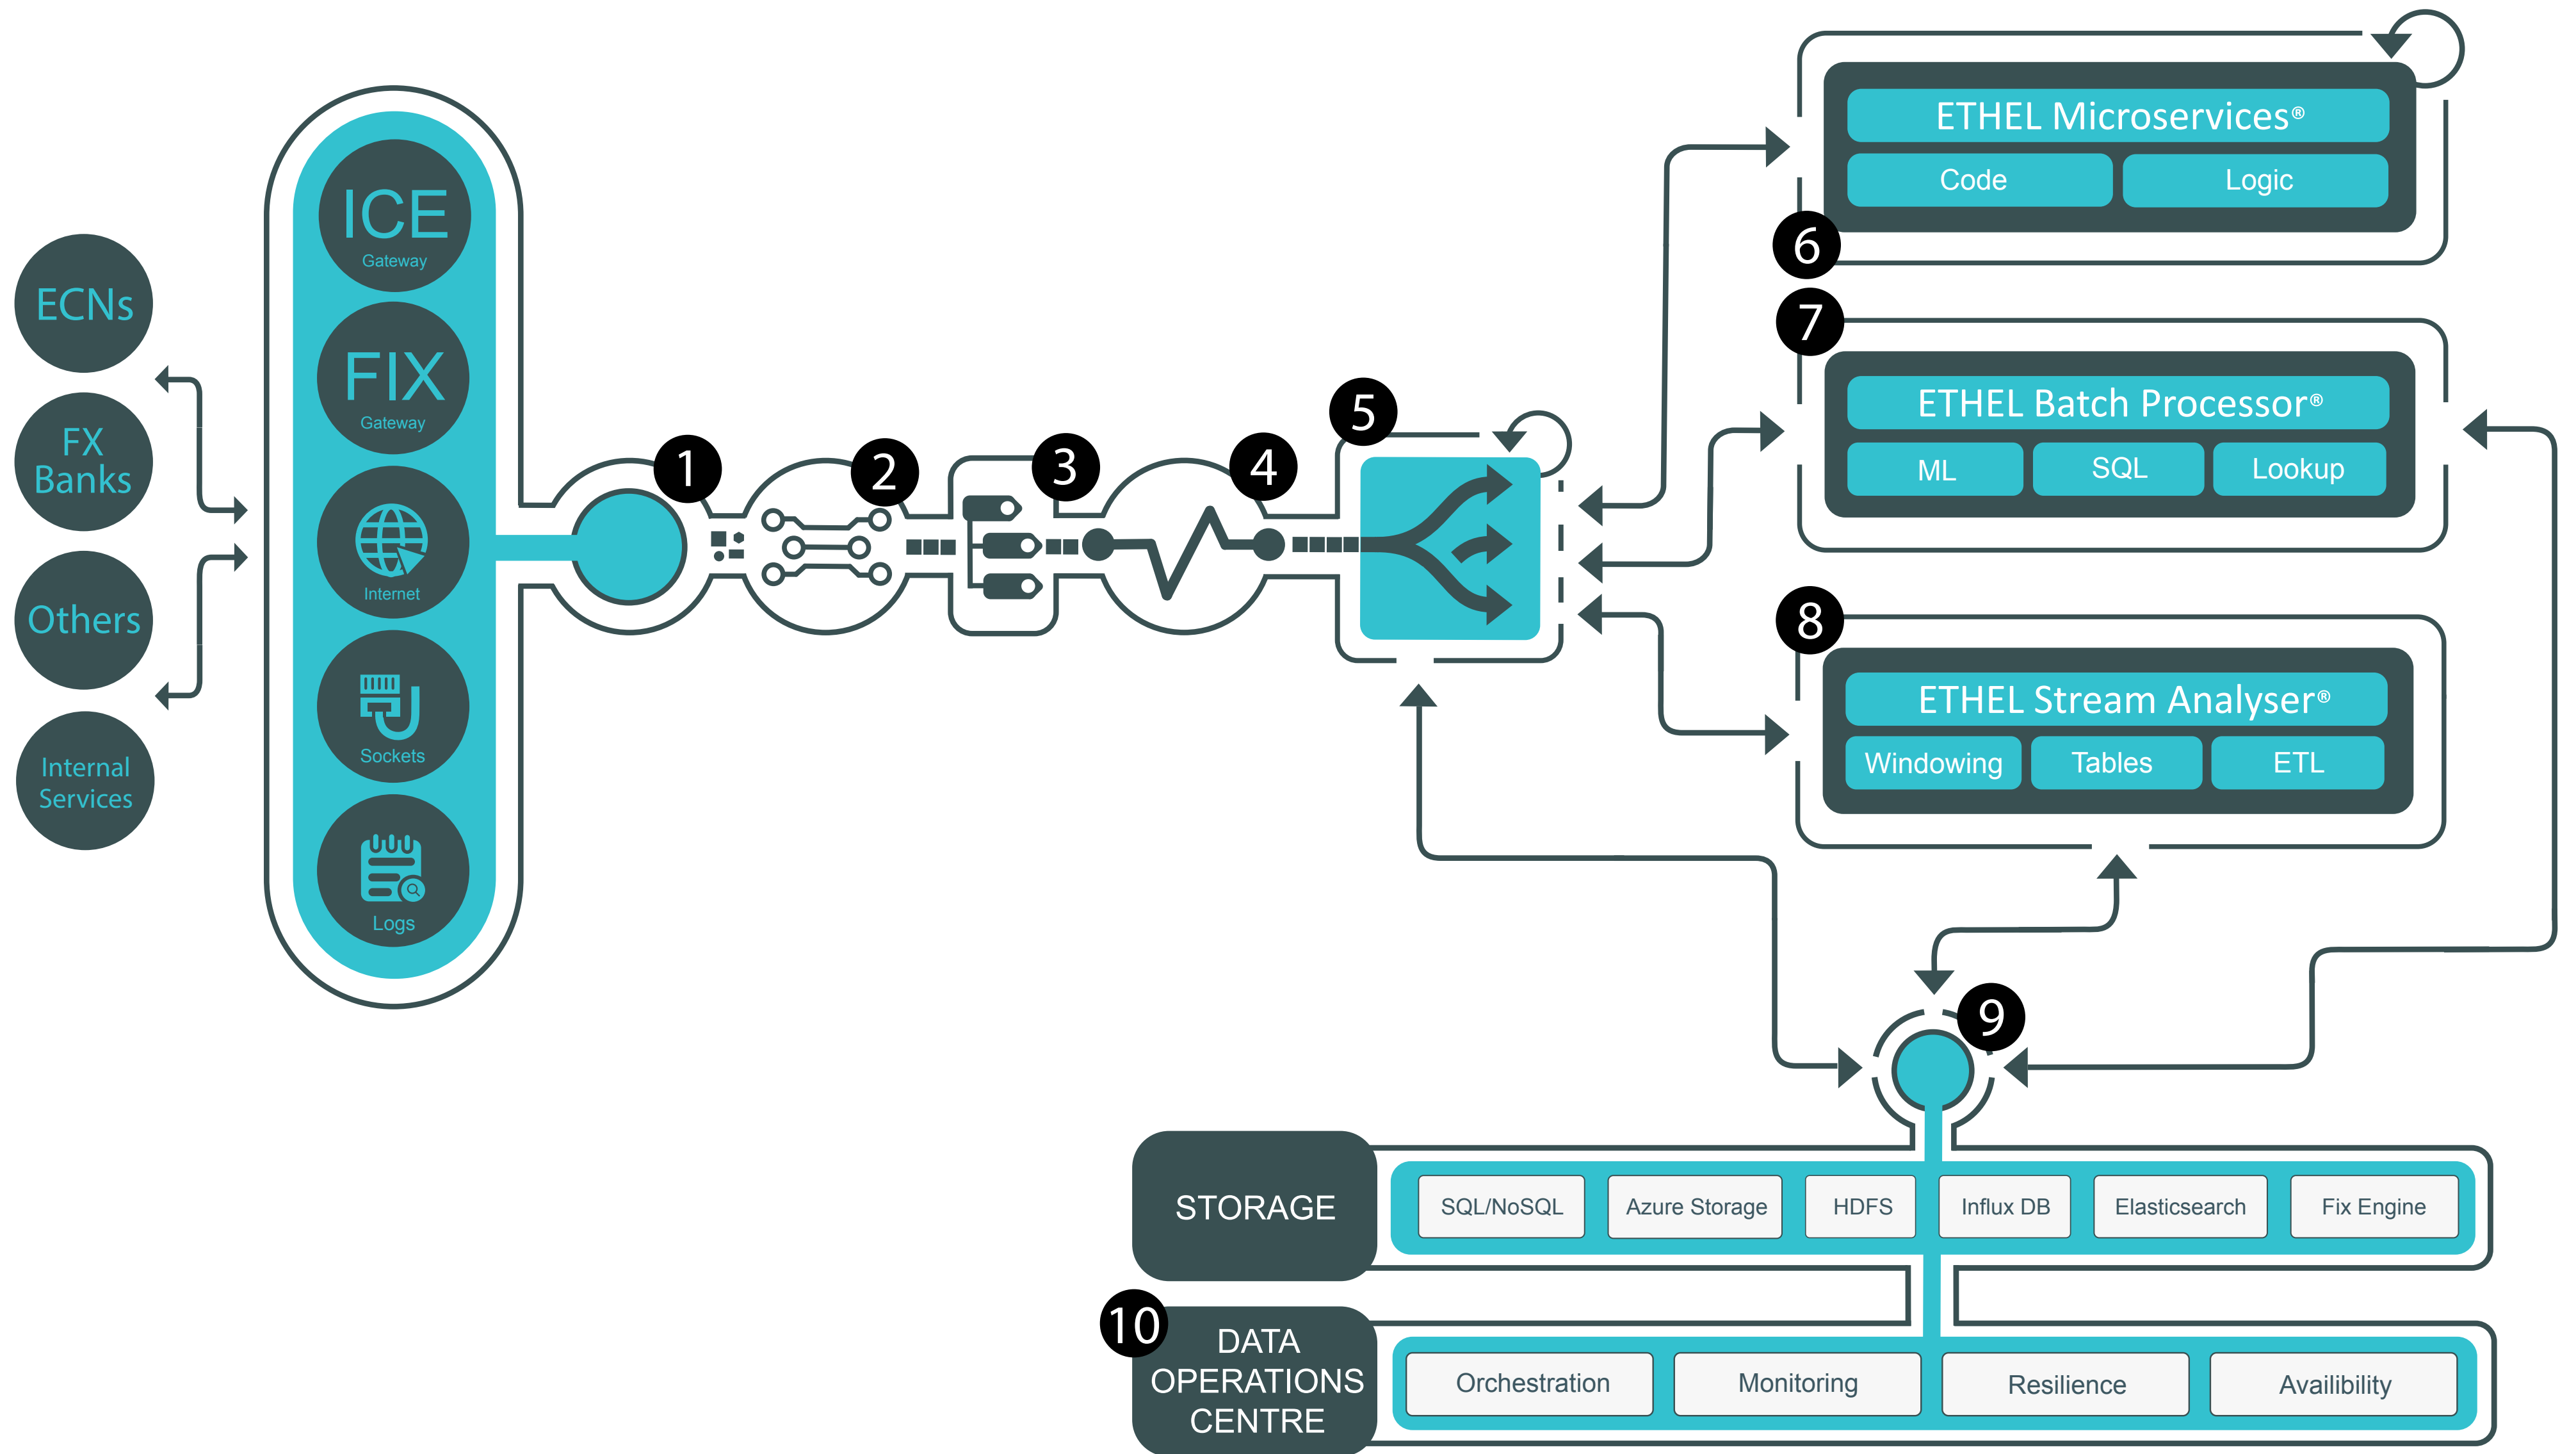 ECNs
FX
Banks
Others
Internal
Services
ICE
Gateway
FIX
Gateway
Internet
Sockets
Logs
1
2
3
4
5
6
ETHEL Microservices®
Code
Logic
7
ETHEL Batch Processor®
ML
SQL
Lookup
8
ETHEL Stream Analyser®
Windowing
Tables
ETL
9
STORAGE
SQL/NoSQL
Azure Storage
HDFS
Influx DB
Elasticsearch
Fix Engine
10
DATA
OPERATIONS
CENTRE
Orchestration
Monitoring
Resilience
Availibility